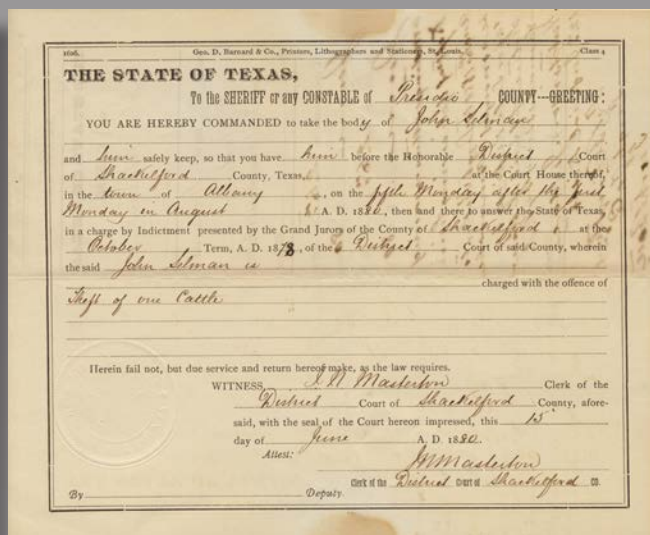 1696. Geo. D. Barnard & Co., Printers, Lithographers and Stationers, St. Louis. Class 4
THE STATE OF TEXAS,
To the SHERIFF or any CONSTABLE of Presidio COUNTY---GREETING:
YOU ARE HEREBY COMMANDED to take the body of John Selman
and him safely keep, so that you have him before the Honorable District Court
of Shackelford County, Texas, at the Court House thereof,
in the town of Albany, on the fifth Monday after the first
Monday in August A. D. 1880, then and there to answer the State of Texas,
in a charge by Indictment presented by the Grand Jurors of the County of Shackelford at the
October Term, A. D. 1878, of the District Court of said County, wherein
the said John Selman is
charged with the offence of
Theft of one Cattle
Herein fail not, but due service and return hereof make, as the law requires.
WITNESS, J N Masterton Clerk of the
District Court of Shackelford County, afore-
said, with the seal of the Court hereon impressed, this 15
day of June A. D. 1880.
Attest:
J N Masterton
Clerk of the District Court of Shackelford CO.
By Deputy.